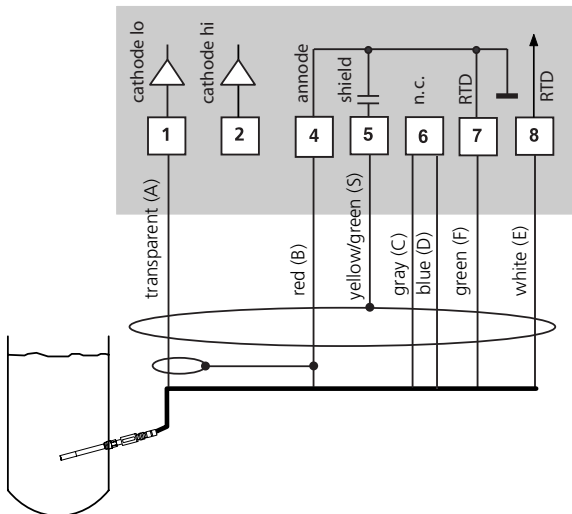 cathode lo
cathode hi
annode
shield
n.c.
RTD
RTD
1
2
4
5
6
7
8
transparent (A)
red (B)
yellow/green (S)
gray (C)
blue (D)
green (F)
white (E)